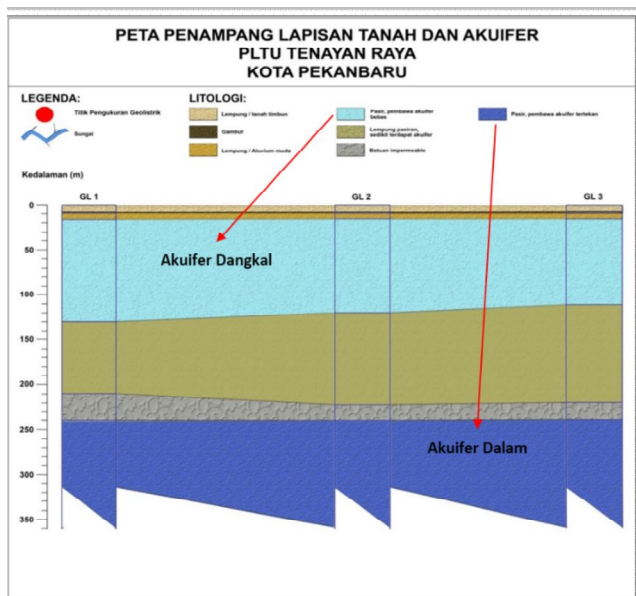 PETA PENAMPANG LAPISAN TANAH DAN AKUIFER
PLTU TENAYAN RAYA
KOTA PEKANBARU
LEGENDA:
Titik Pengukuran Geolistrik
Sungai
LITOLOGI:
Lempung / tanah timbun
Gambut
Lempung / Aluvium muda
Pasir, pembawa akuifer
bebas
Lempung pasiran,
sedikit terdapat akuifer
Batuan impermeable
Pasir, pembawa akuifer tertekan
Kedalaman (m)
GL 1
GL 2
GL 3
0
50
100
150
200
250
300
350
Akuifer Dangkal
Akuifer Dalam